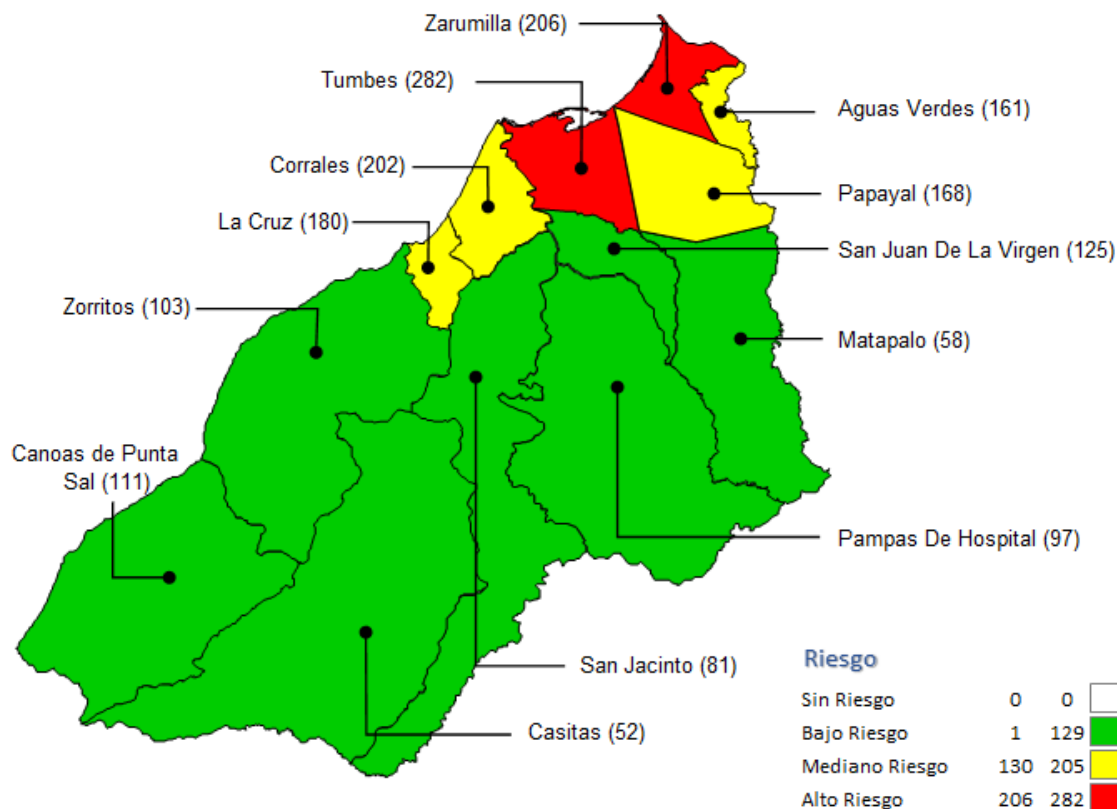 Zarumilla (206)
Tumbes (282)
Aguas Verdes (161)
Corrales (202)
Papayal (168)
La Cruz (180)
San Juan De La Virgen (125)
Zorritos (103)
Matapalo (58)
Canoas de Punta
Sal (111)
Pampas De Hospital (97)
San Jacinto (81)
Casitas (52)
Riesgo
Sin Riesgo 0 0
Bajo Riesgo 1 129
Mediano Riesgo 130 205
Alto Riesgo 206 282